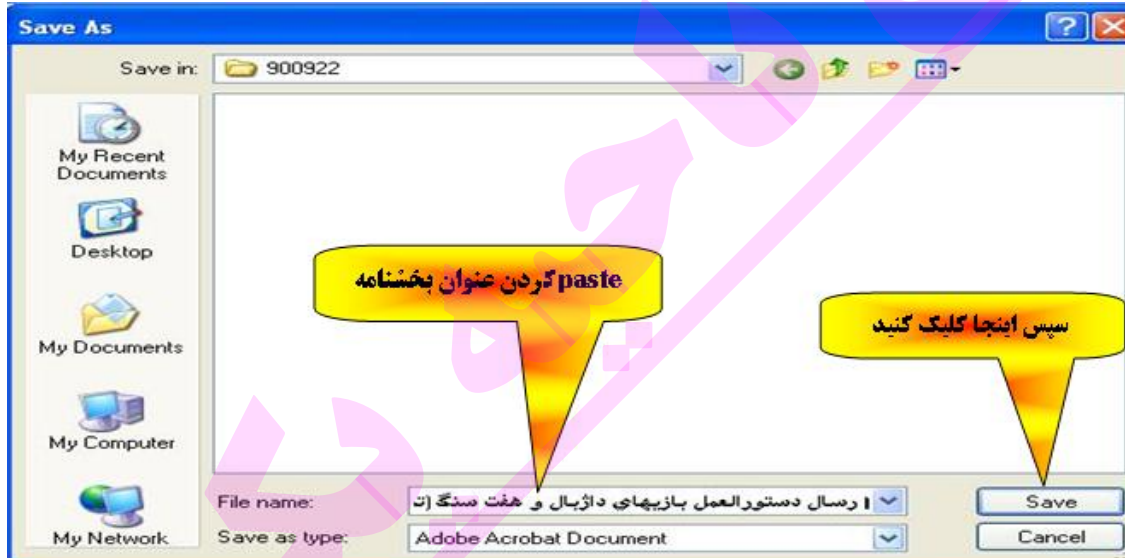 Save As
Save in: 900922
My Recent
Documents
Desktop
paste کردن عنوان بخشنامه
سپس اینجا کلیک کنید
My Documents
My Computer
File name: ا رسال دستورالعمل بازیهای داژبال و هفت سنگ (ت Save
My Network Save as type: Adobe Acrobat Document Cancel